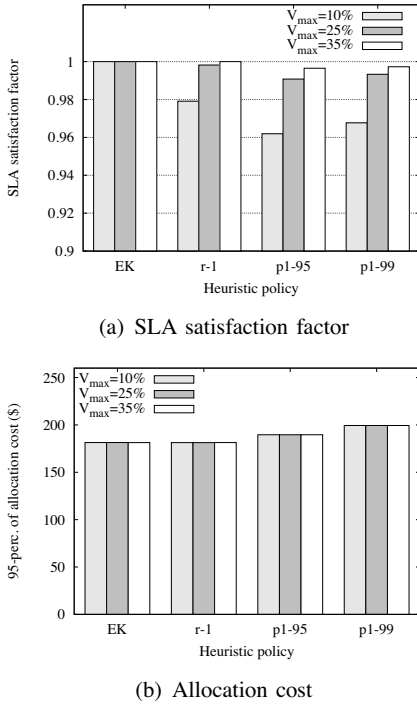 V_max=10%
V_max=25%
V_max=35%
SLA satisfaction factor
1
0.98
0.96
0.94
0.92
0.9
EK r-1 p1-95 p1-99
Heuristic policy
(a) SLA satisfaction factor
V_max=10%
V_max=25%
V_max=35%
95-perc. of allocation cost ($)
250
200
150
100
50
0
EK r-1 p1-95 p1-99
Heuristic policy
(b) Allocation cost